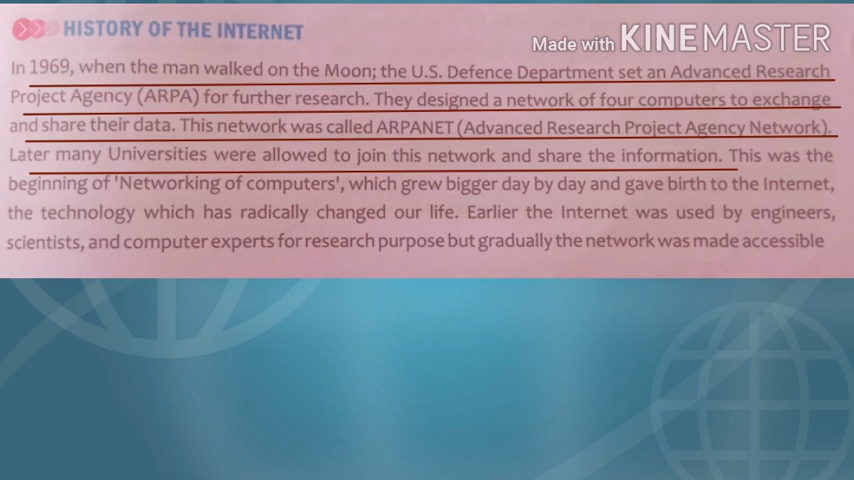 HISTORY OF THE INTERNET
Made with KINEMASTER
In 1969, when the man walked on the Moon; the U.S. Defence Department set an Advanced Research
Project Agency (ARPA) for further research. They designed a network of four computers to exchange
and share their data. This network was called ARPANET (Advanced Research Project Agency Network).
Later many Universities were allowed to join this network and share the information. This was the
beginning of 'Networking of computers', which grew bigger day by day and gave birth to the Internet,
the technology which has radically changed our life. Earlier the Internet was used by engineers,
scientists, and computer experts for research purpose but gradually the network was made accessible